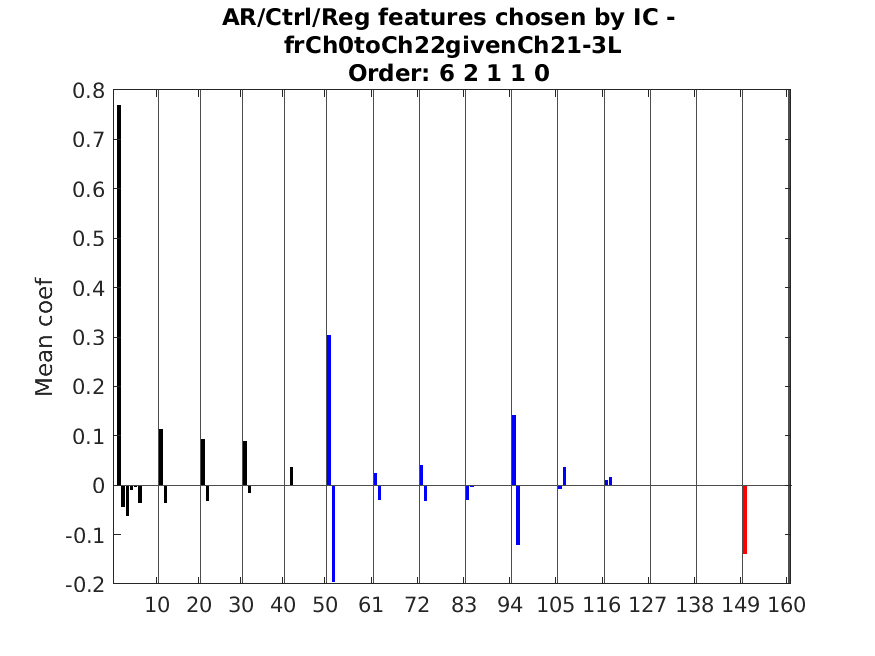 AR/Ctrl/Reg features chosen by IC -
frCh0toCh22givenCh21-3L
Order: 6 2 1 1 0
Mean coef
0.8
0.7
0.6
0.5
0.4
0.3
0.2
0.1
0
-0.1
-0.2
10 20 30 40 50 61 72 83 94 105 116 127 138 149 160